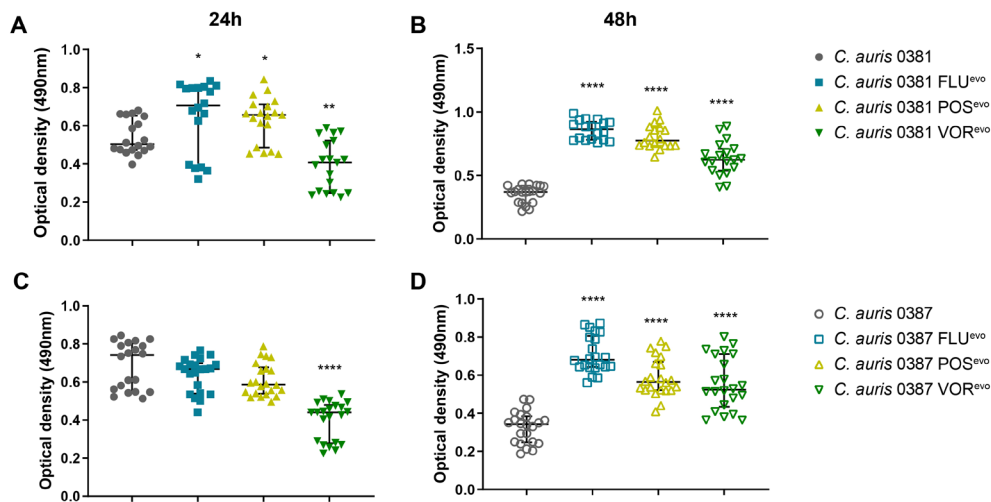 24h
48h
A
Optical density (490nm)
1.0
0.8
0.6
0.4
0.2
0.0
*
*
**
B
Optical density (490nm)
1.5
1.0
0.5
0.0
****
****
****
C. auris 0381
C. auris 0381 FLUevo
C. auris 0381 POSevo
C. auris 0381 VORevo
C
Optical density (490nm)
1.0
0.8
0.6
0.4
0.2
0.0
****
D
Optical density (490nm)
1.0
0.8
0.6
0.4
0.2
0.0
****
****
****
C. auris 0387
C. auris 0387 FLUevo
C. auris 0387 POSevo
C. auris 0387 VORevo